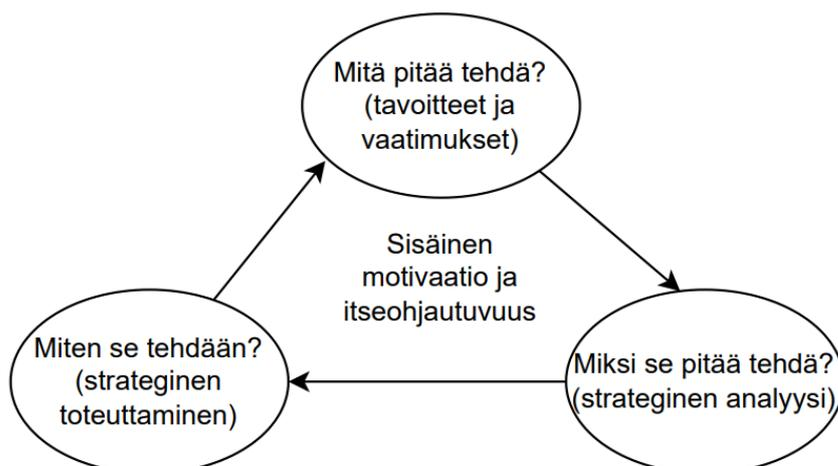 Mitä pitää tehdä?
(tavoitteet ja
vaatimukset)
Sisäinen
motivaatio ja
itseohjautuvuus
Miten se tehdään?
(strateginen
toteuttaminen)
Miksi se pitää tehdä?
(strateginen analyysi)